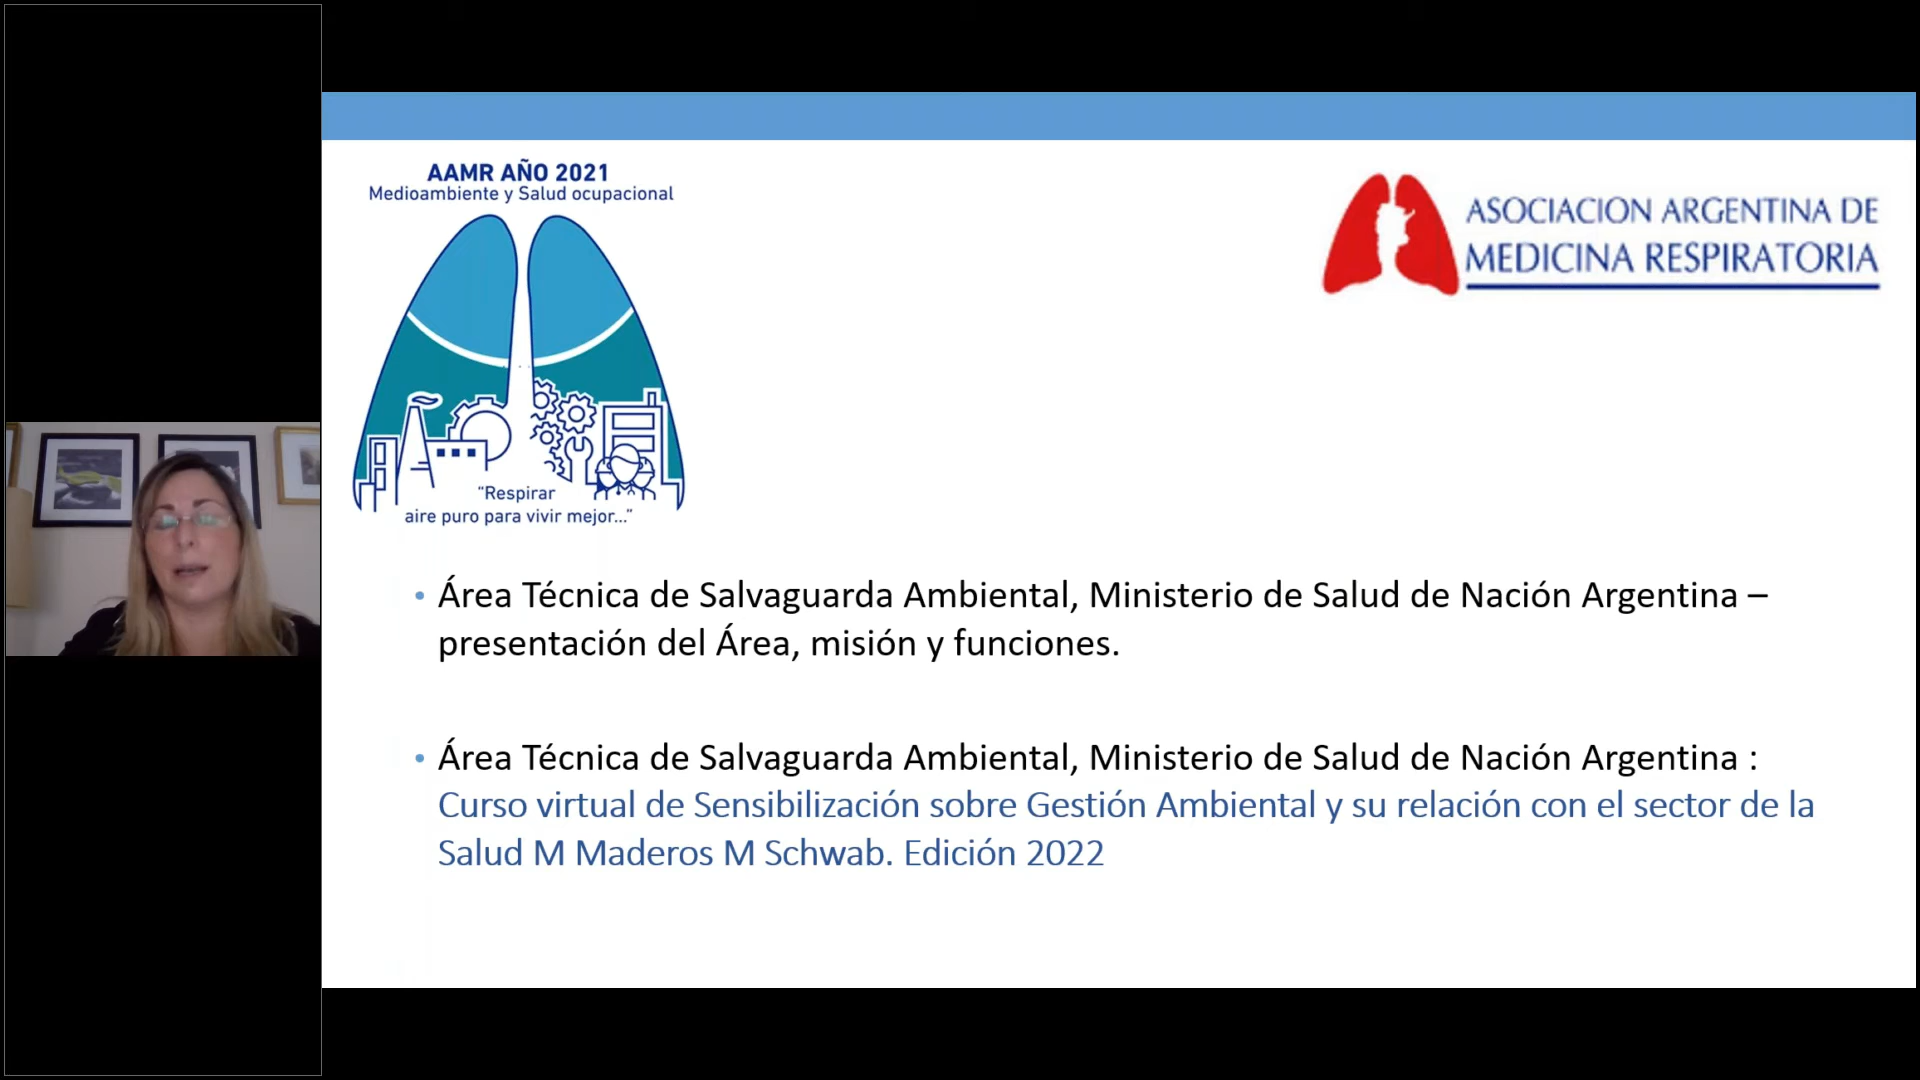 AAMR AÑO 2021
Medioambiente y Salud ocupacional
ASOCIACION ARGENTINA DE
MEDICINA RESPIRATORIA
“Respirar
aire puro para vivir mejor...”
• Área Técnica de Salvaguarda Ambiental, Ministerio de Salud de Nación Argentina –
presentación del Área, misión y funciones.
• Área Técnica de Salvaguarda Ambiental, Ministerio de Salud de Nación Argentina :
Curso virtual de Sensibilización sobre Gestión Ambiental y su relación con el sector de la
Salud M Maderos M Schwab. Edición 2022